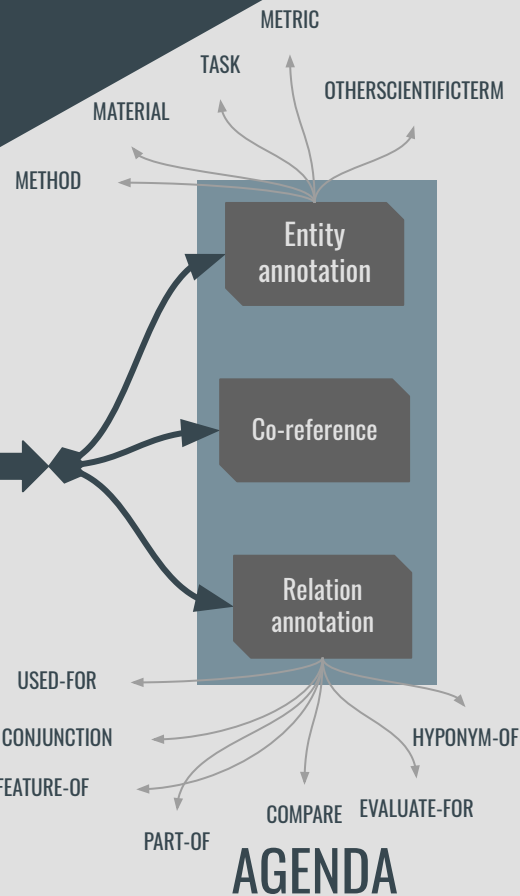 METRIC
TASK
OTHERSCIENTIFICTERM
MATERIAL
METHOD
Entity
annotation
Co-reference
Relation
annotation
USED-FOR
CONJUNCTION
HYPONYM-OF
FEATURE-OF
COMPARE
EVALUATE-FOR
PART-OF
AGENDA